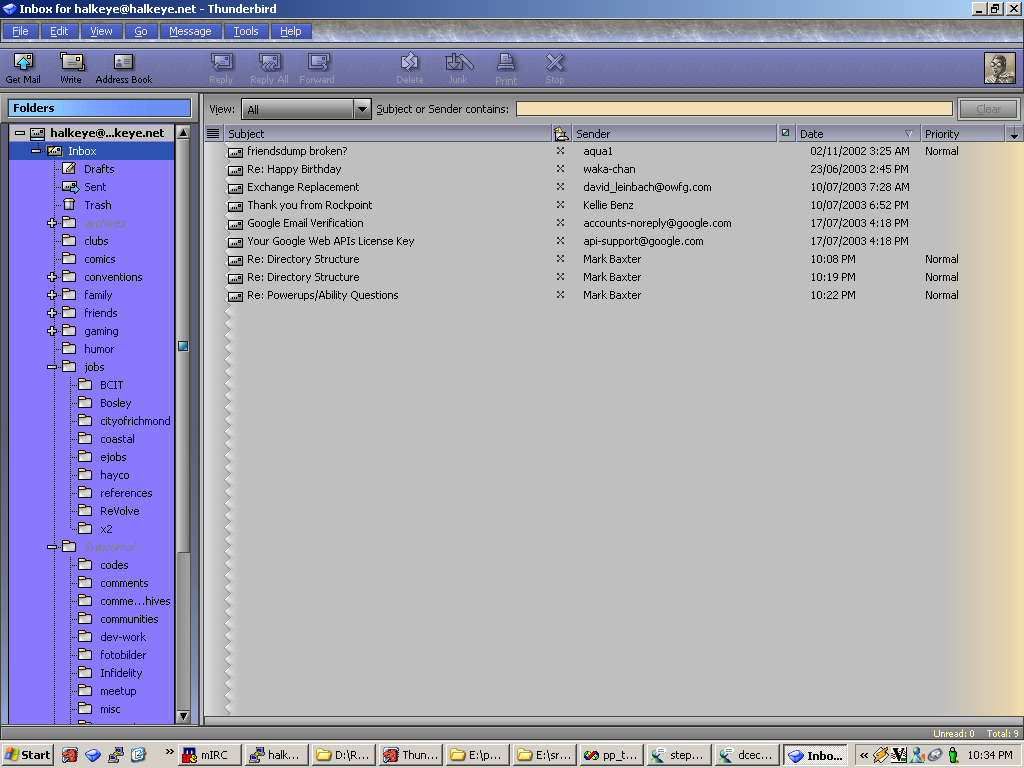 Inbox for halkeye@halkeye.net - Thunderbird
File Edit View Go Message Tools Help
Get Mail Write Address Book Reply Reply All Forward Delete Junk Print Stop
Folders
View: All Subject or Sender contains: Clear
halkeye@...keye.net
Inbox
Drafts
Sent
Trash
archives
clubs
comics
conventions
family
friends
gaming
humor
jobs
BCIT
Bosley
cityofrichmond
coastal
ejobs
hayco
references
ReVolve
x2
livejournal
codes
comments
comme...hives
communities
dev-work
fotobilder
Infidelity
meetup
misc
Subject Sender Date Priority
friendsdump broken? aqua1 02/11/2002 3:25 AM Normal
Re: Happy Birthday waka-chan 23/06/2003 2:45 PM
Exchange Replacement david_leinbach@owfg.com 10/07/2003 7:28 AM
Thank you from Rockpoint Kellie Benz 10/07/2003 6:52 PM
Google Email Verification accounts-noreply@google.com 17/07/2003 4:18 PM
Your Google Web APIs License Key api-support@google.com 17/07/2003 4:18 PM
Re: Directory Structure Mark Baxter 10:08 PM Normal
Re: Directory Structure Mark Baxter 10:19 PM Normal
Re: Powerups/Ability Questions Mark Baxter 10:22 PM Normal
Unread: 0 Total: 9
Start » mIRC halk... D:\R... Thun... E:\p... E:\sr... pp_t... step... dcec... Inbo... « 10:34 PM